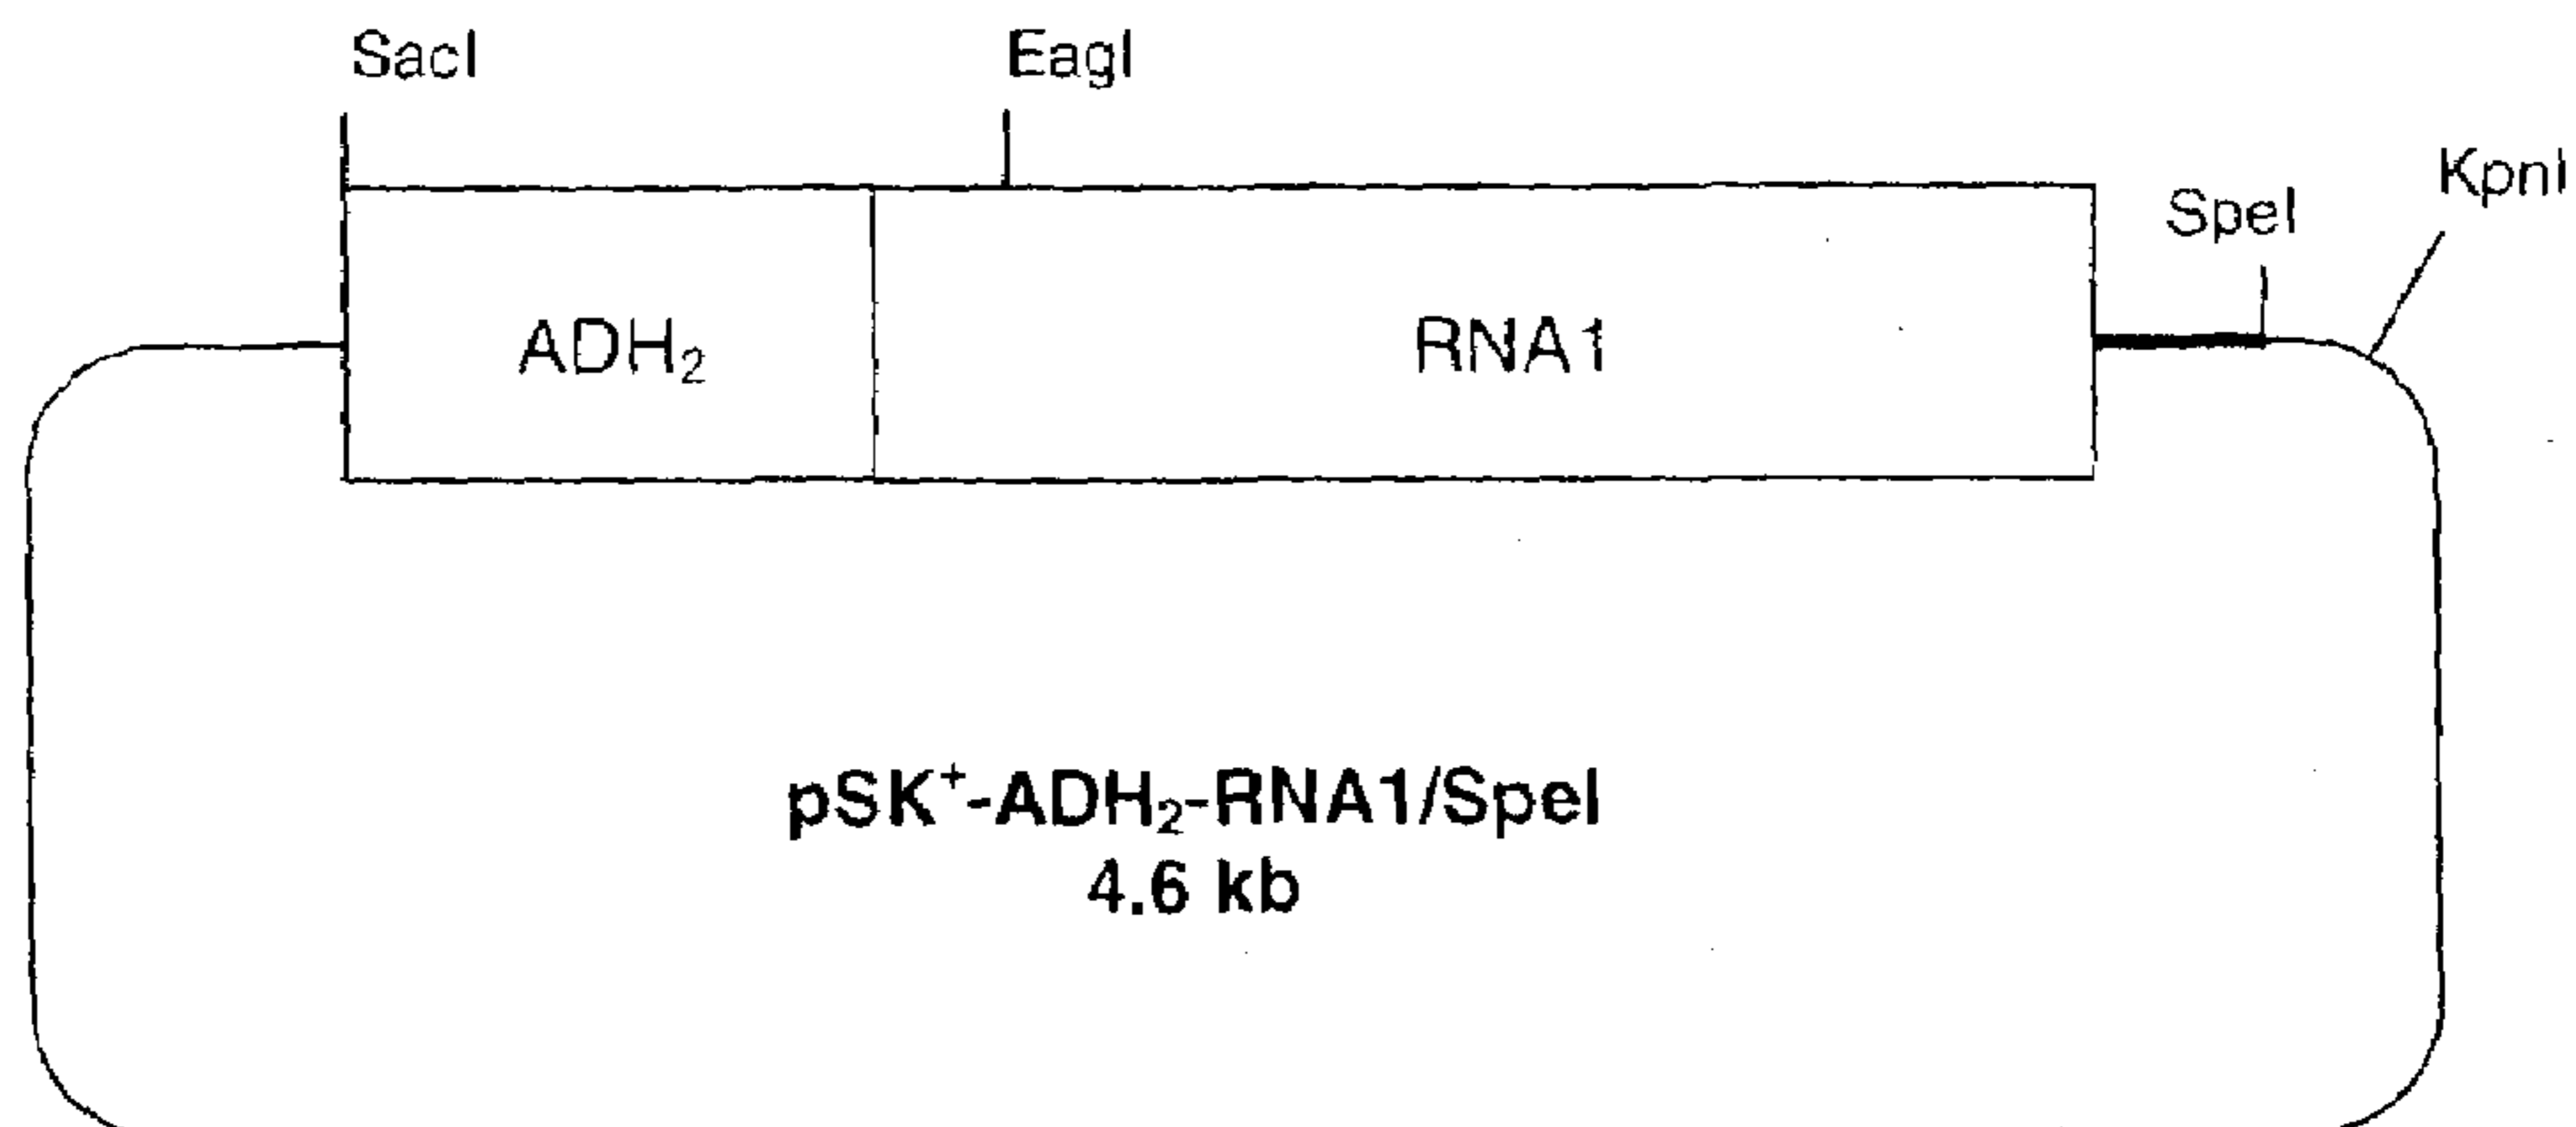 SacI
EagI
KpnI
SpeI
ADH₂
RNA1
pSK⁺-ADH₂-RNA1/SpeI
4.6 kb